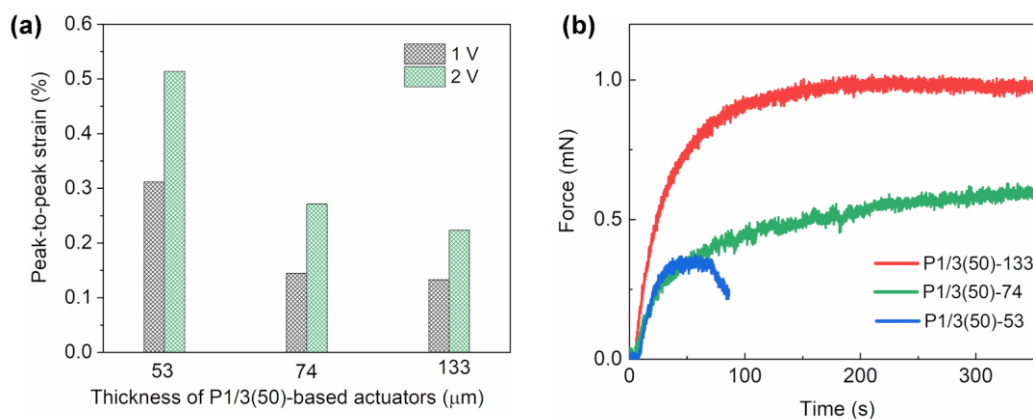 (a)
0.6
0.5
0.4
0.3
0.2
0.1
0.0
Peak-to-peak strain (%)
1 V
2 V
53
74
133
Thickness of P1/3(50)-based actuators (μm)
(b)
1.0
0.5
0.0
Force (mN)
P1/3(50)-133
P1/3(50)-74
P1/3(50)-53
0
100
200
300
Time (s)